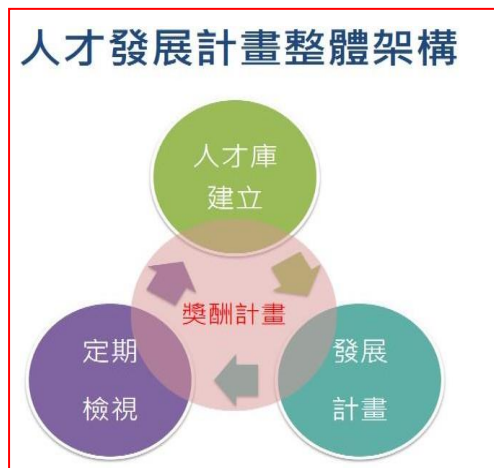 人才發展計畫整體架構
人才庫
建立
獎酬計畫
定期
檢視
發展
計畫